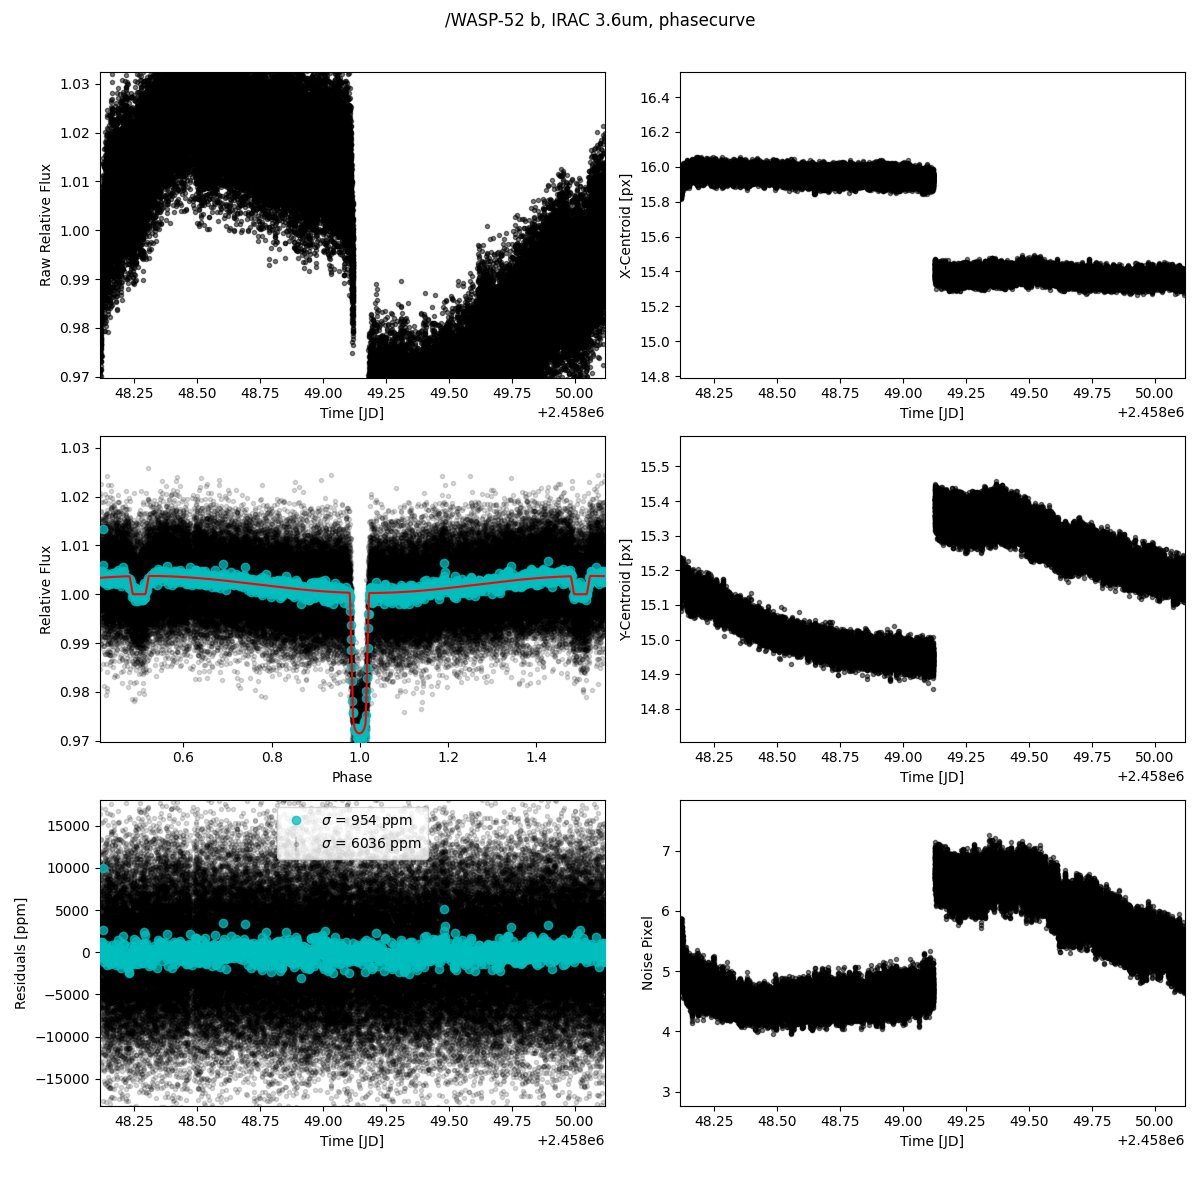 /WASP-52 b, IRAC 3.6um, phasecurve
1.03
1.02
1.01
1.00
0.99
0.98
0.97
Raw Relative Flux
48.25 48.50 48.75 49.00 49.25 49.50 49.75 50.00
Time [JD]
+2.458e6
16.4
16.2
16.0
15.8
15.6
15.4
15.2
15.0
14.8
X-Centroid [px]
48.25 48.50 48.75 49.00 49.25 49.50 49.75 50.00
Time [JD]
+2.458e6
1.03
1.02
1.01
1.00
0.99
0.98
0.97
Relative Flux
0.6 0.8 1.0 1.2 1.4
Phase
15.5
15.4
15.3
15.2
15.1
15.0
14.9
14.8
Y-Centroid [px]
48.25 48.50 48.75 49.00 49.25 49.50 49.75 50.00
Time [JD]
+2.458e6
15000
10000
5000
0
−5000
−10000
−15000
Residuals [ppm]
σ = 954 ppm
σ = 6036 ppm
48.25 48.50 48.75 49.00 49.25 49.50 49.75 50.00
Time [JD]
+2.458e6
7
6
5
4
3
Noise Pixel
48.25 48.50 48.75 49.00 49.25 49.50 49.75 50.00
Time [JD]
+2.458e6